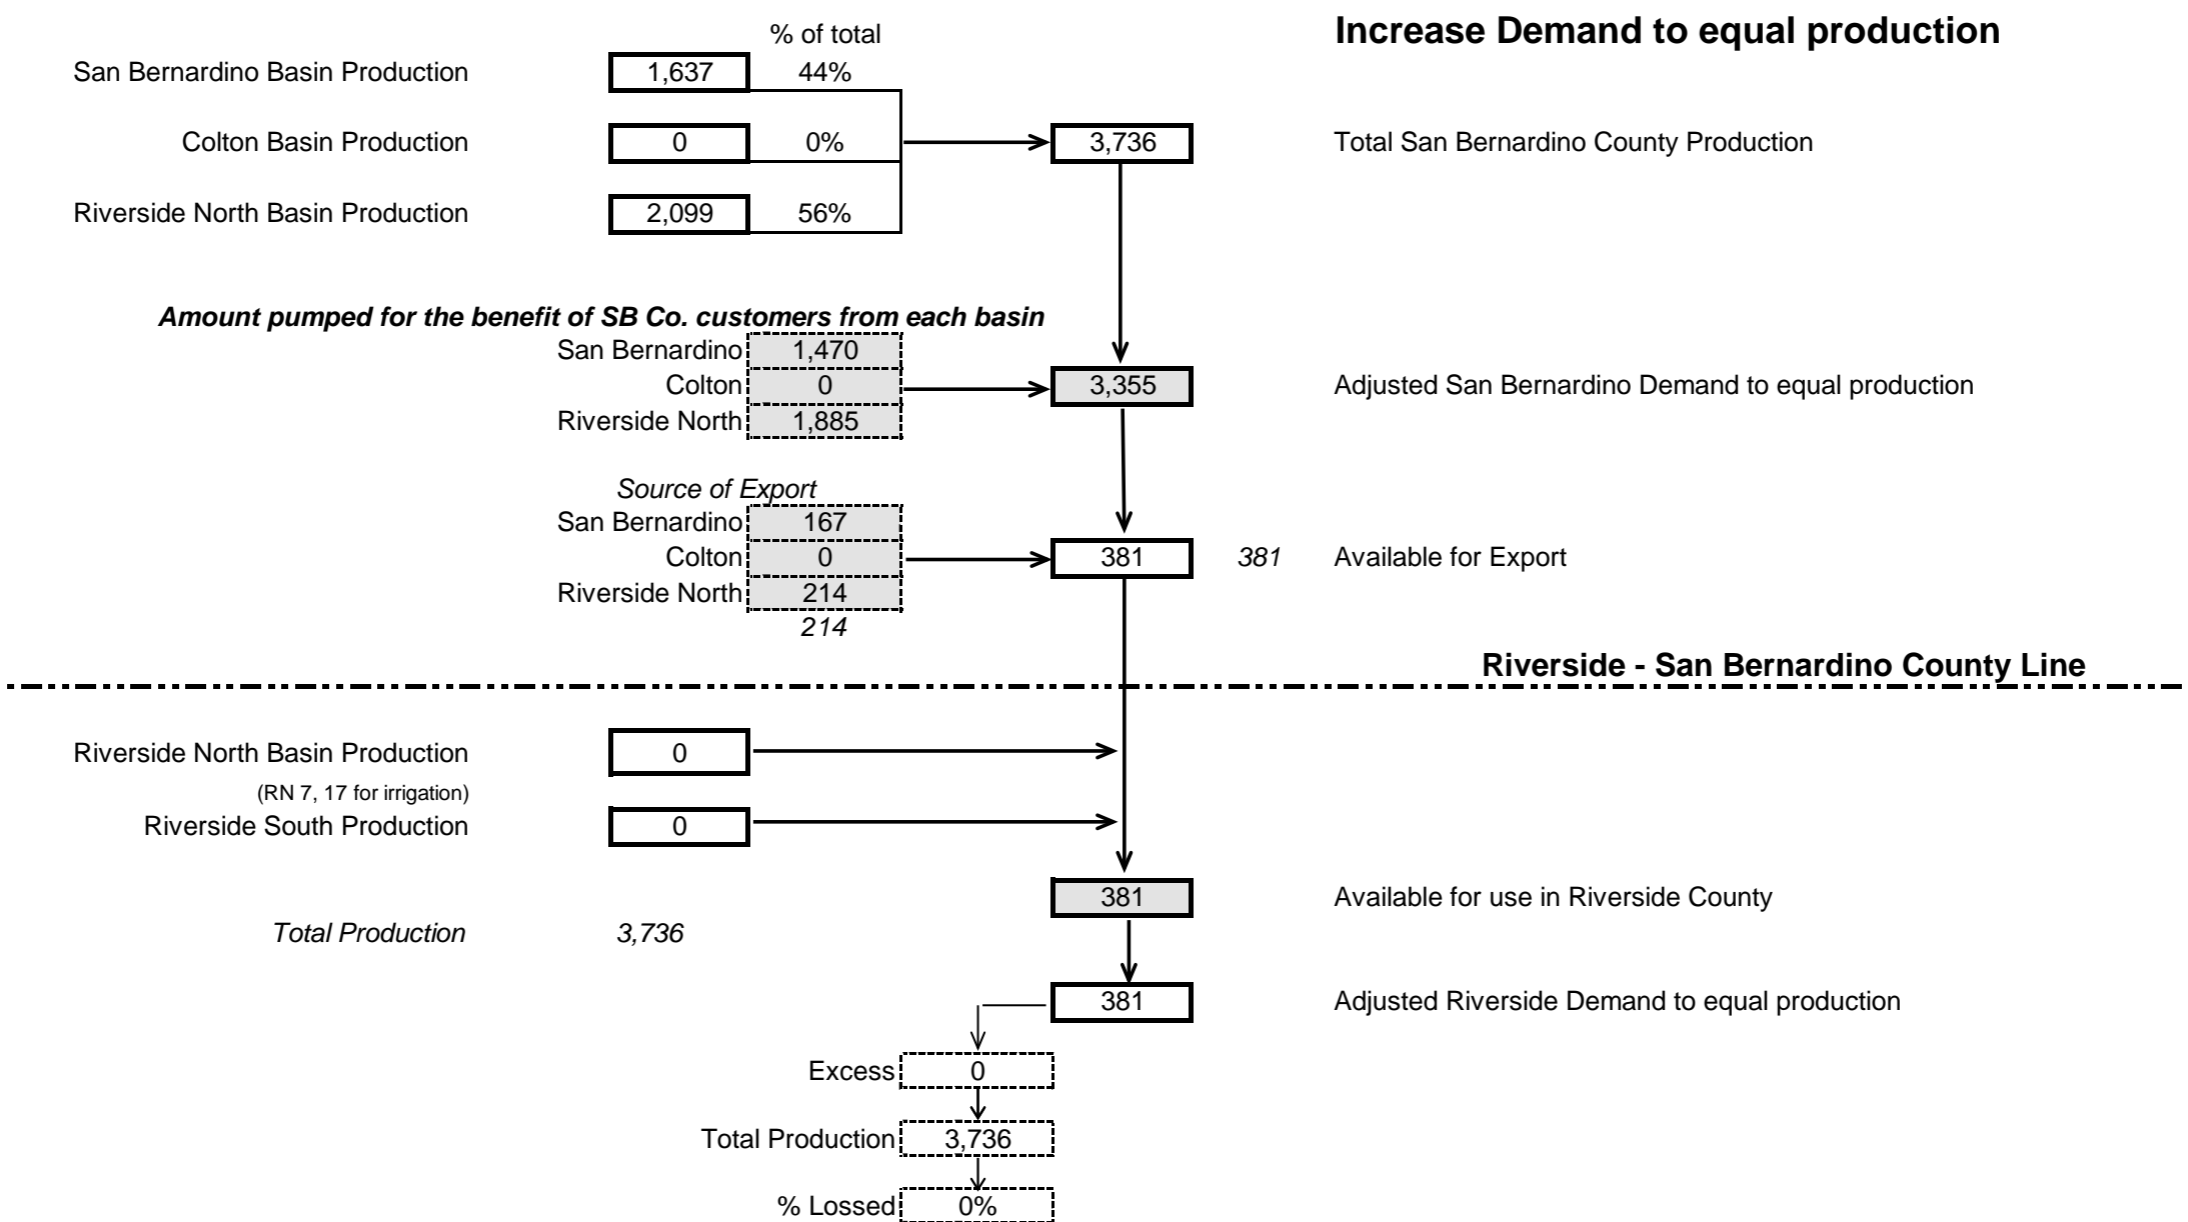 % of total
Increase Demand to equal production
San Bernardino Basin Production 1,637 44%
Colton Basin Production 0 0% 3,736 Total San Bernardino County Production
Riverside North Basin Production 2,099 56%
Amount pumped for the benefit of SB Co. customers from each basin
San Bernardino 1,470
Colton 0 3,355 Adjusted San Bernardino Demand to equal production
Riverside North 1,885
Source of Export
San Bernardino 167
Colton 0 381 381 Available for Export
Riverside North 214
214
Riverside - San Bernardino County Line
Riverside North Basin Production 0
(RN 7, 17 for irrigation)
Riverside South Production 0
381 Available for use in Riverside County
Total Production 3,736
381 Adjusted Riverside Demand to equal production
Excess 0
Total Production 3,736
% Lossed 0%